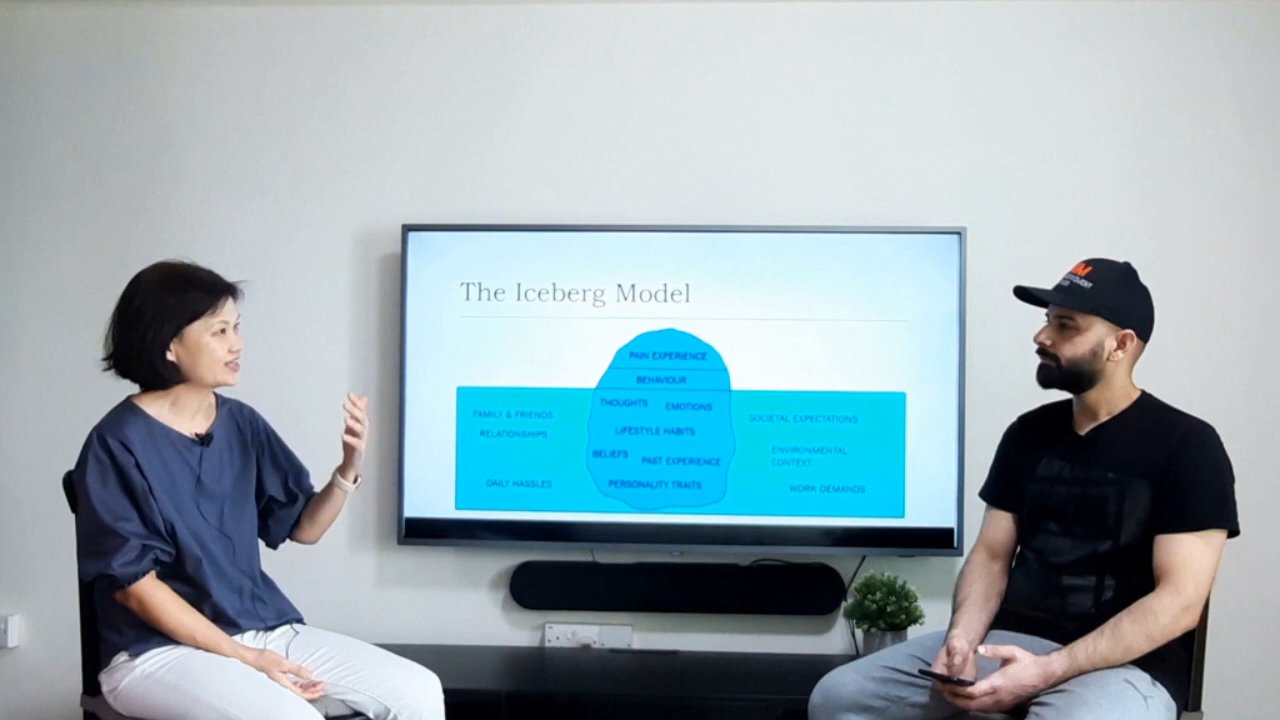 The Iceberg Model
PAIN EXPERIENCE
BEHAVIOUR
THOUGHTS
EMOTIONS
LIFESTYLE HABITS
BELIEFS
PAST EXPERIENCE
PERSONALITY TRAITS
FAMILY & FRIENDS
RELATIONSHIPS
DAILY HASSLES
SOCIETAL EXPECTATIONS
ENVIRONMENTAL
CONTEXT
WORK DEMANDS